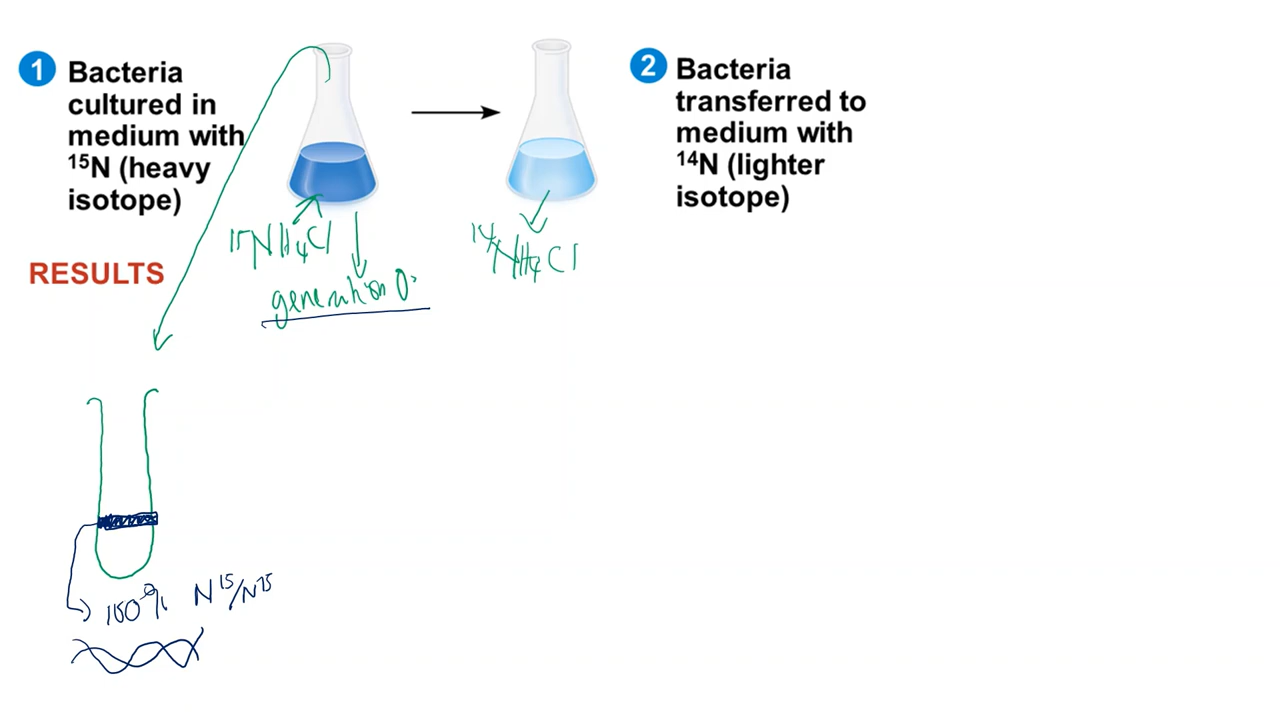 1 Bacteria
cultured in
medium with
¹⁵N (heavy
isotope)
2 Bacteria
transferred to
medium with
¹⁴N (lighter
isotope)
¹⁵NH₄Cl
¹⁴NH₄Cl
generation 0
RESULTS
100% N¹⁵/N¹⁵